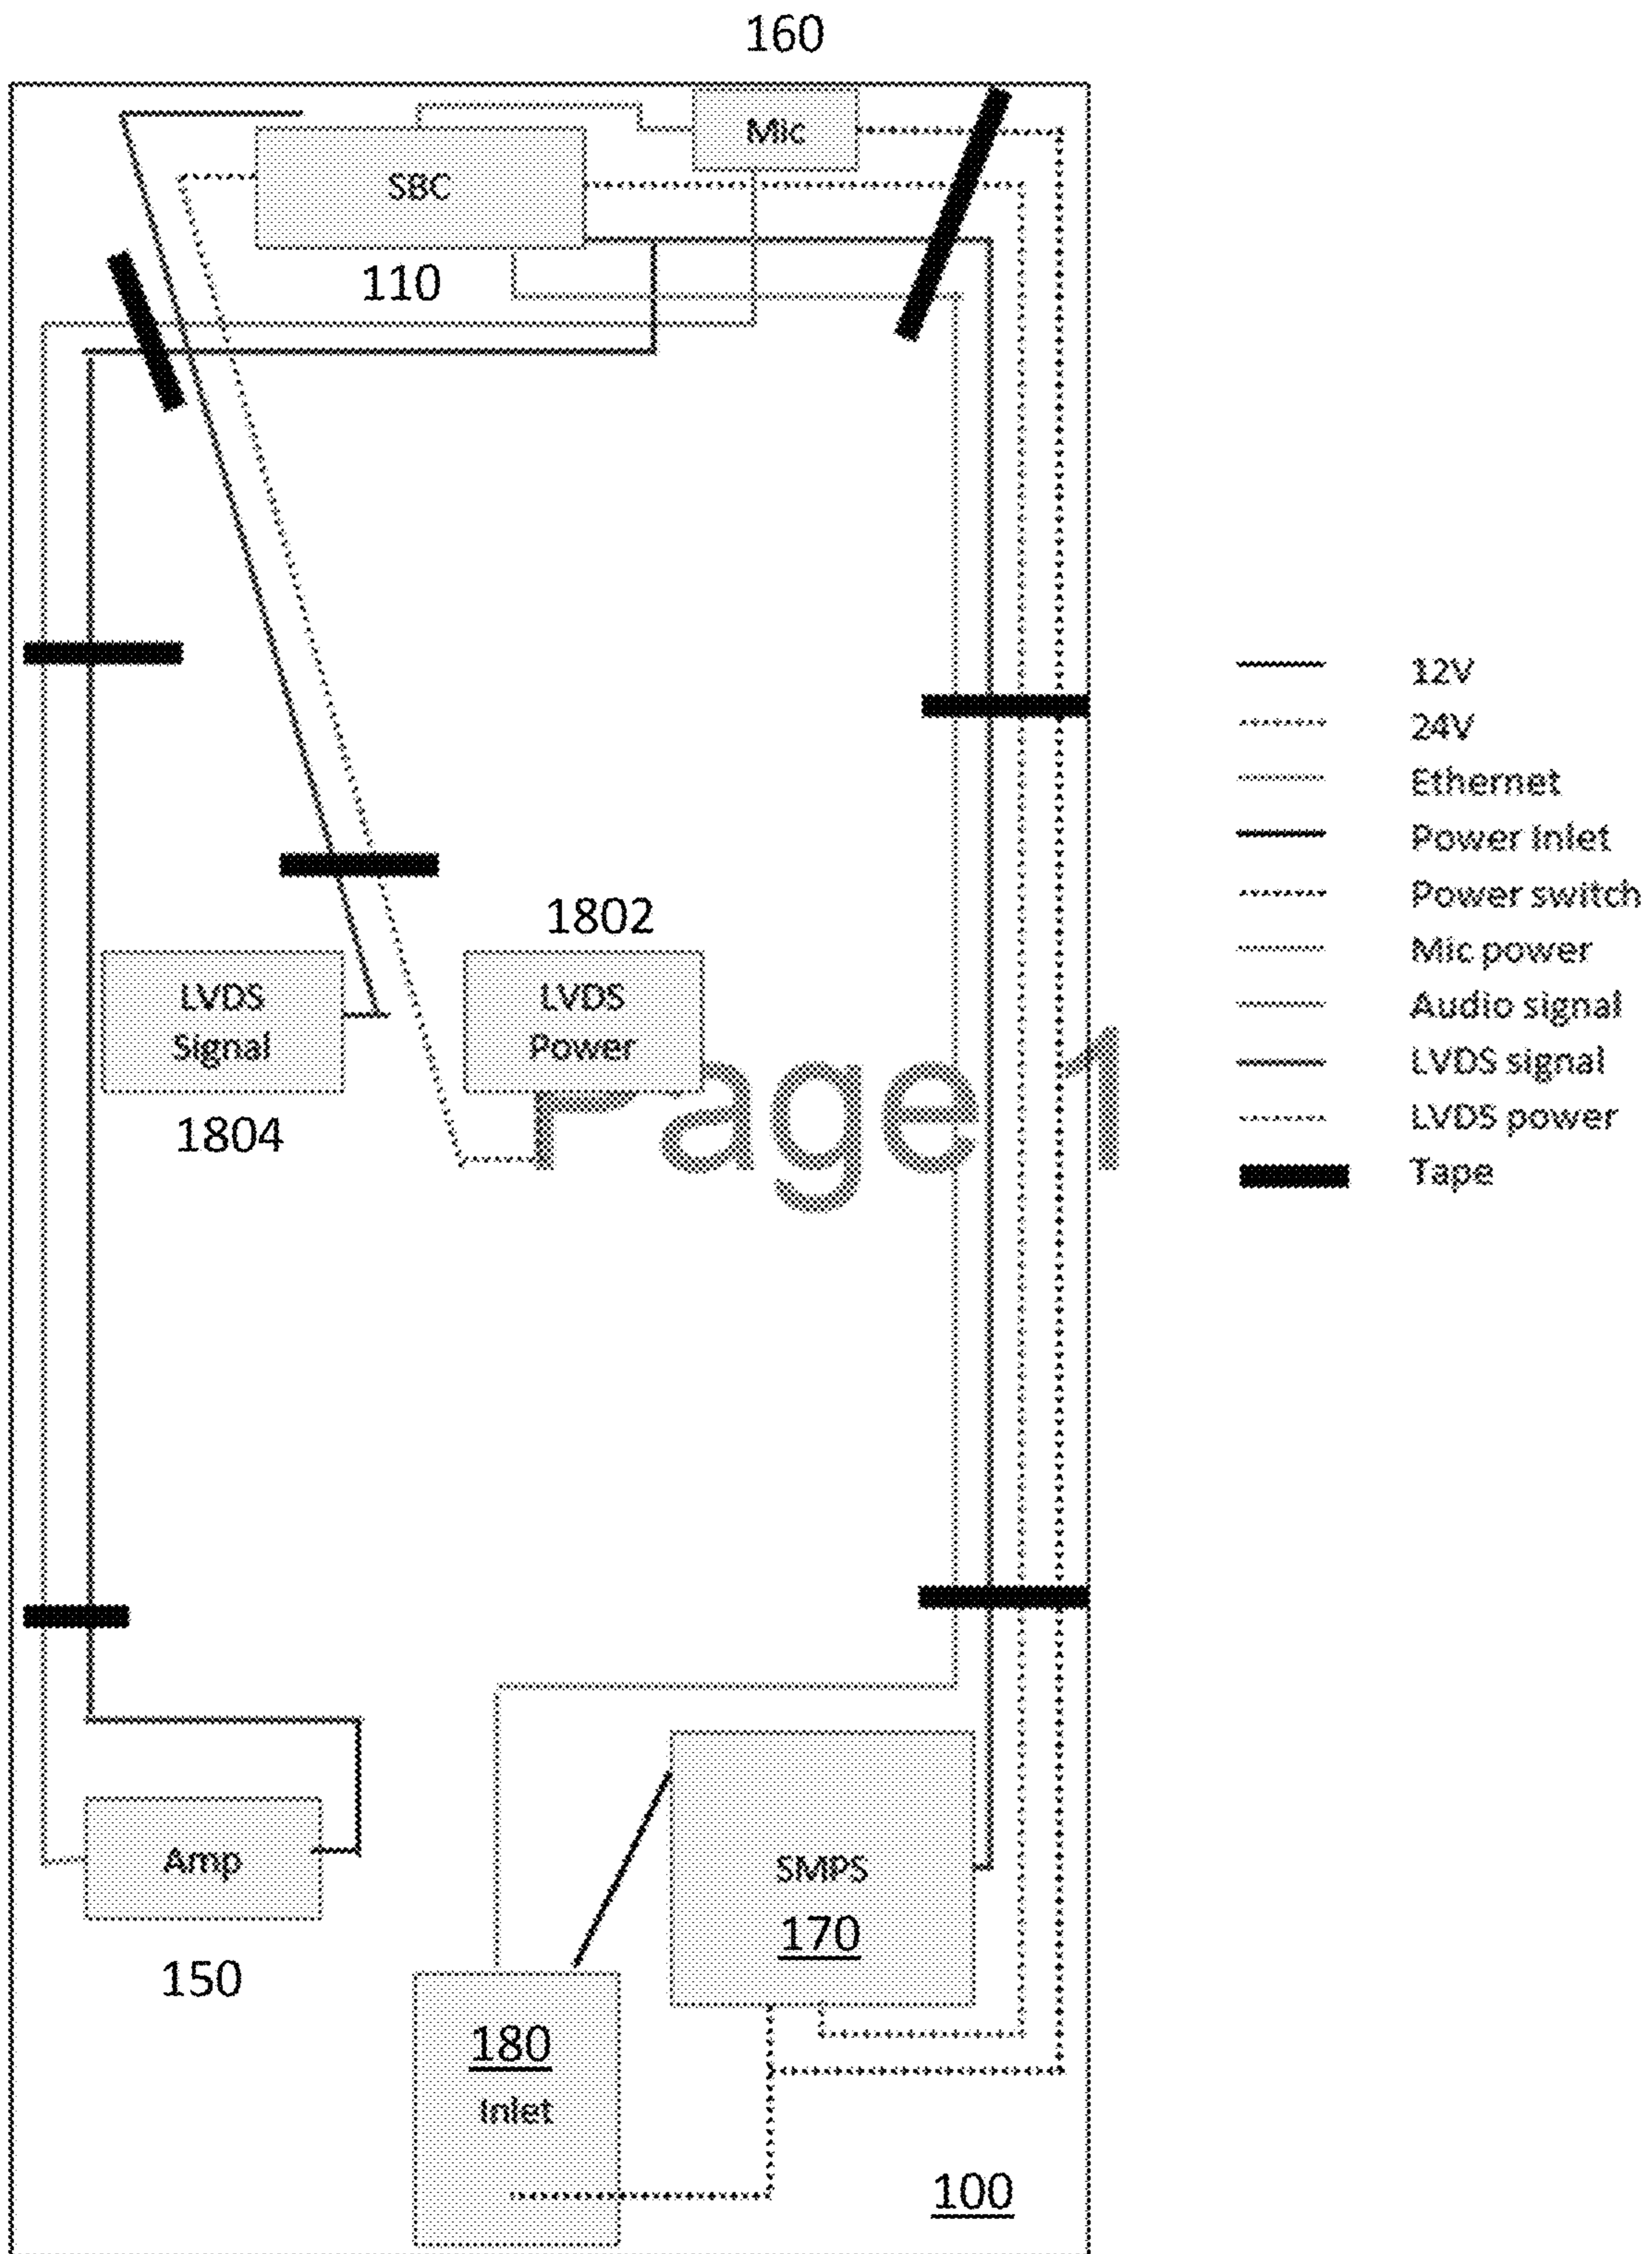 160
Mic
SBC
110
12V
24V
Ethernet
Power Inlet
Power switch
Mic power
Audio signal
LVDS signal
LVDS power
Tape
1802
LVDS
Signal
LVDS
Power
1804
Page 1
Amp
150
SMPS
170
180
Inlet
100